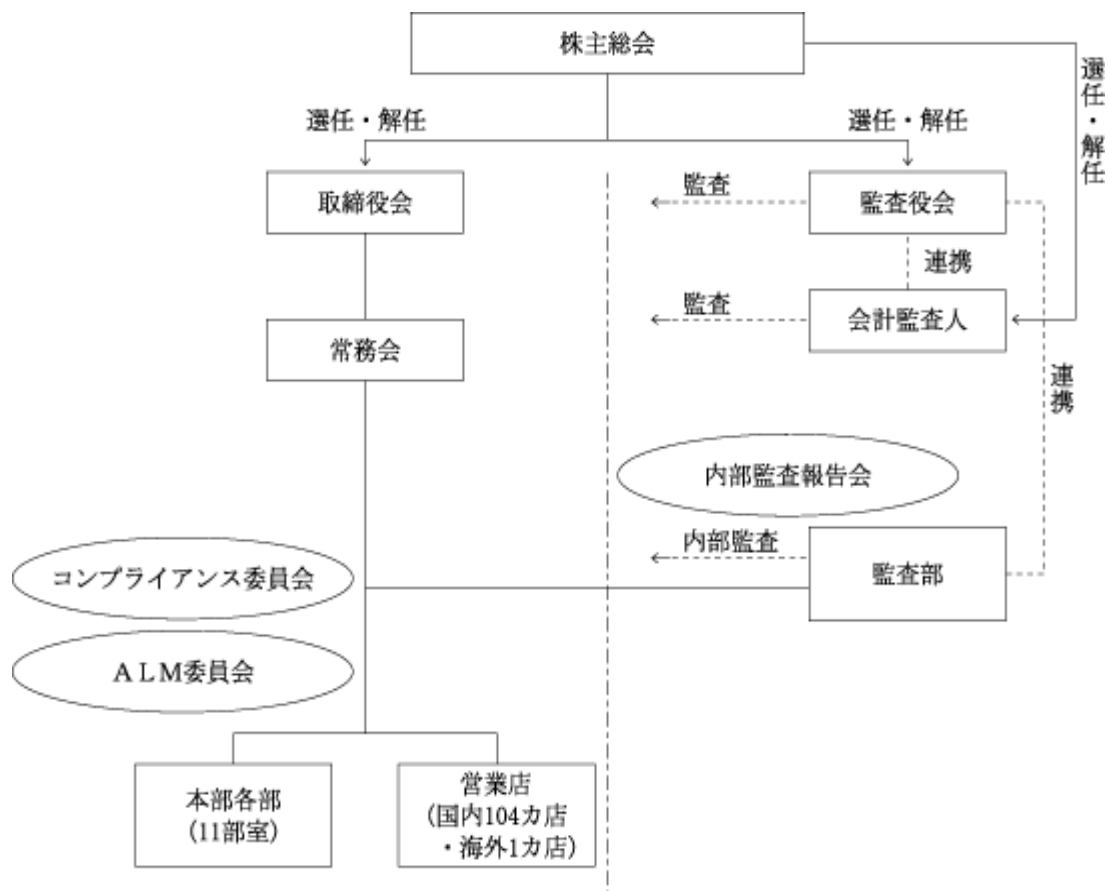 株主総会
選任・解任
選任・解任
選任・解任
取締役会
監査
監査役会
連携
常務会
監査
会計監査人
連携
内部監査報告会
コンプライアンス委員会
内部監査
監査部
ＡＬＭ委員会
本部各部
(11部室)
営業店
(国内104カ店
・海外1カ店)